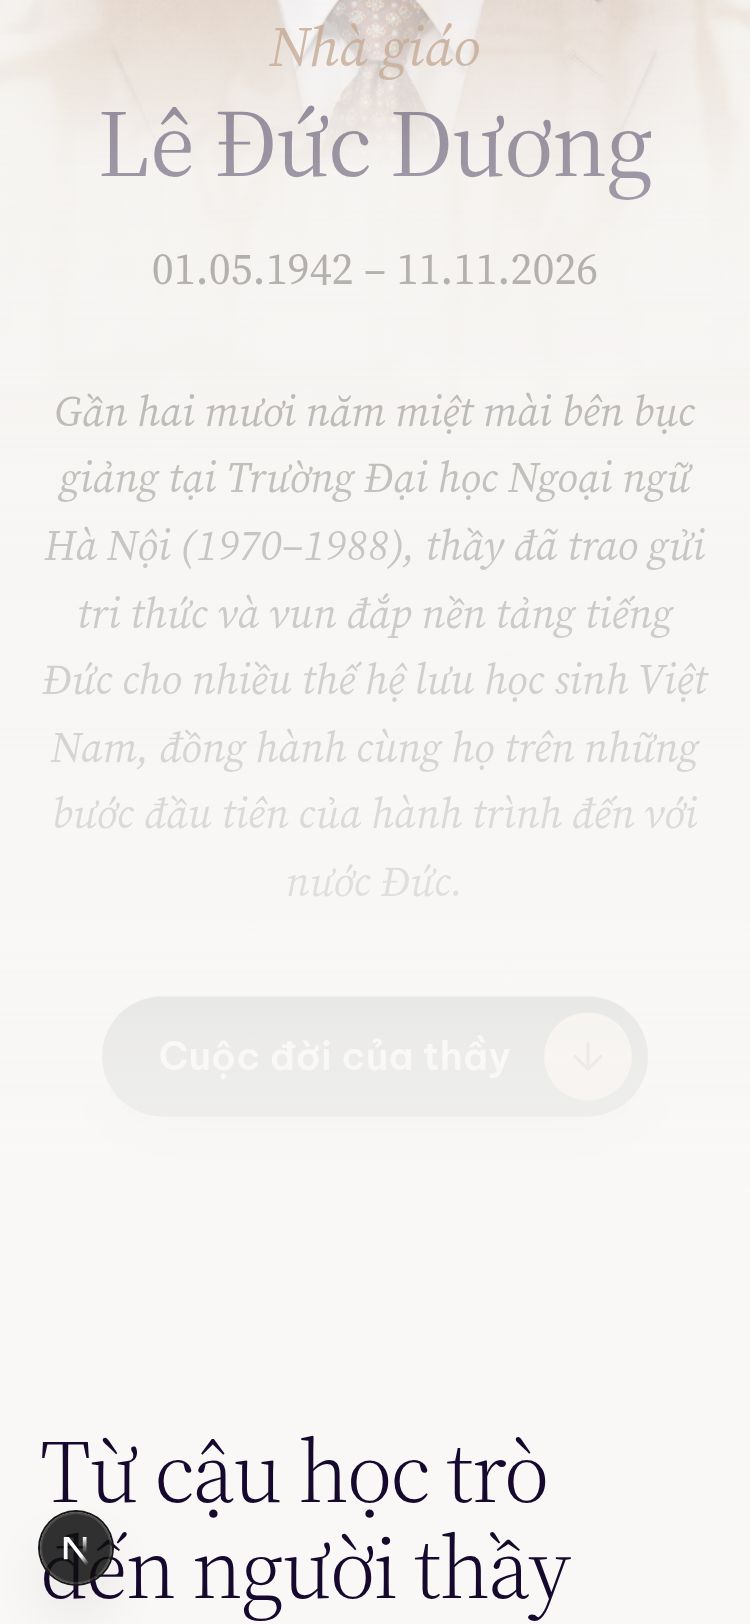 Nhà giáo
Lê Đức Dương
01.05.1942 – 11.11.2026
Gần hai mươi năm miệt mài bên bục
giảng tại Trường Đại học Ngoại ngữ
Hà Nội (1970–1988), thầy đã trao gửi
tri thức và vun đắp nền tảng tiếng
Đức cho nhiều thế hệ lưu học sinh Việt
Nam, đồng hành cùng họ trên những
bước đầu tiên của hành trình đến với
nước Đức.
Cuộc đời của thầy
Từ cậu học trò
đến người thầy
N